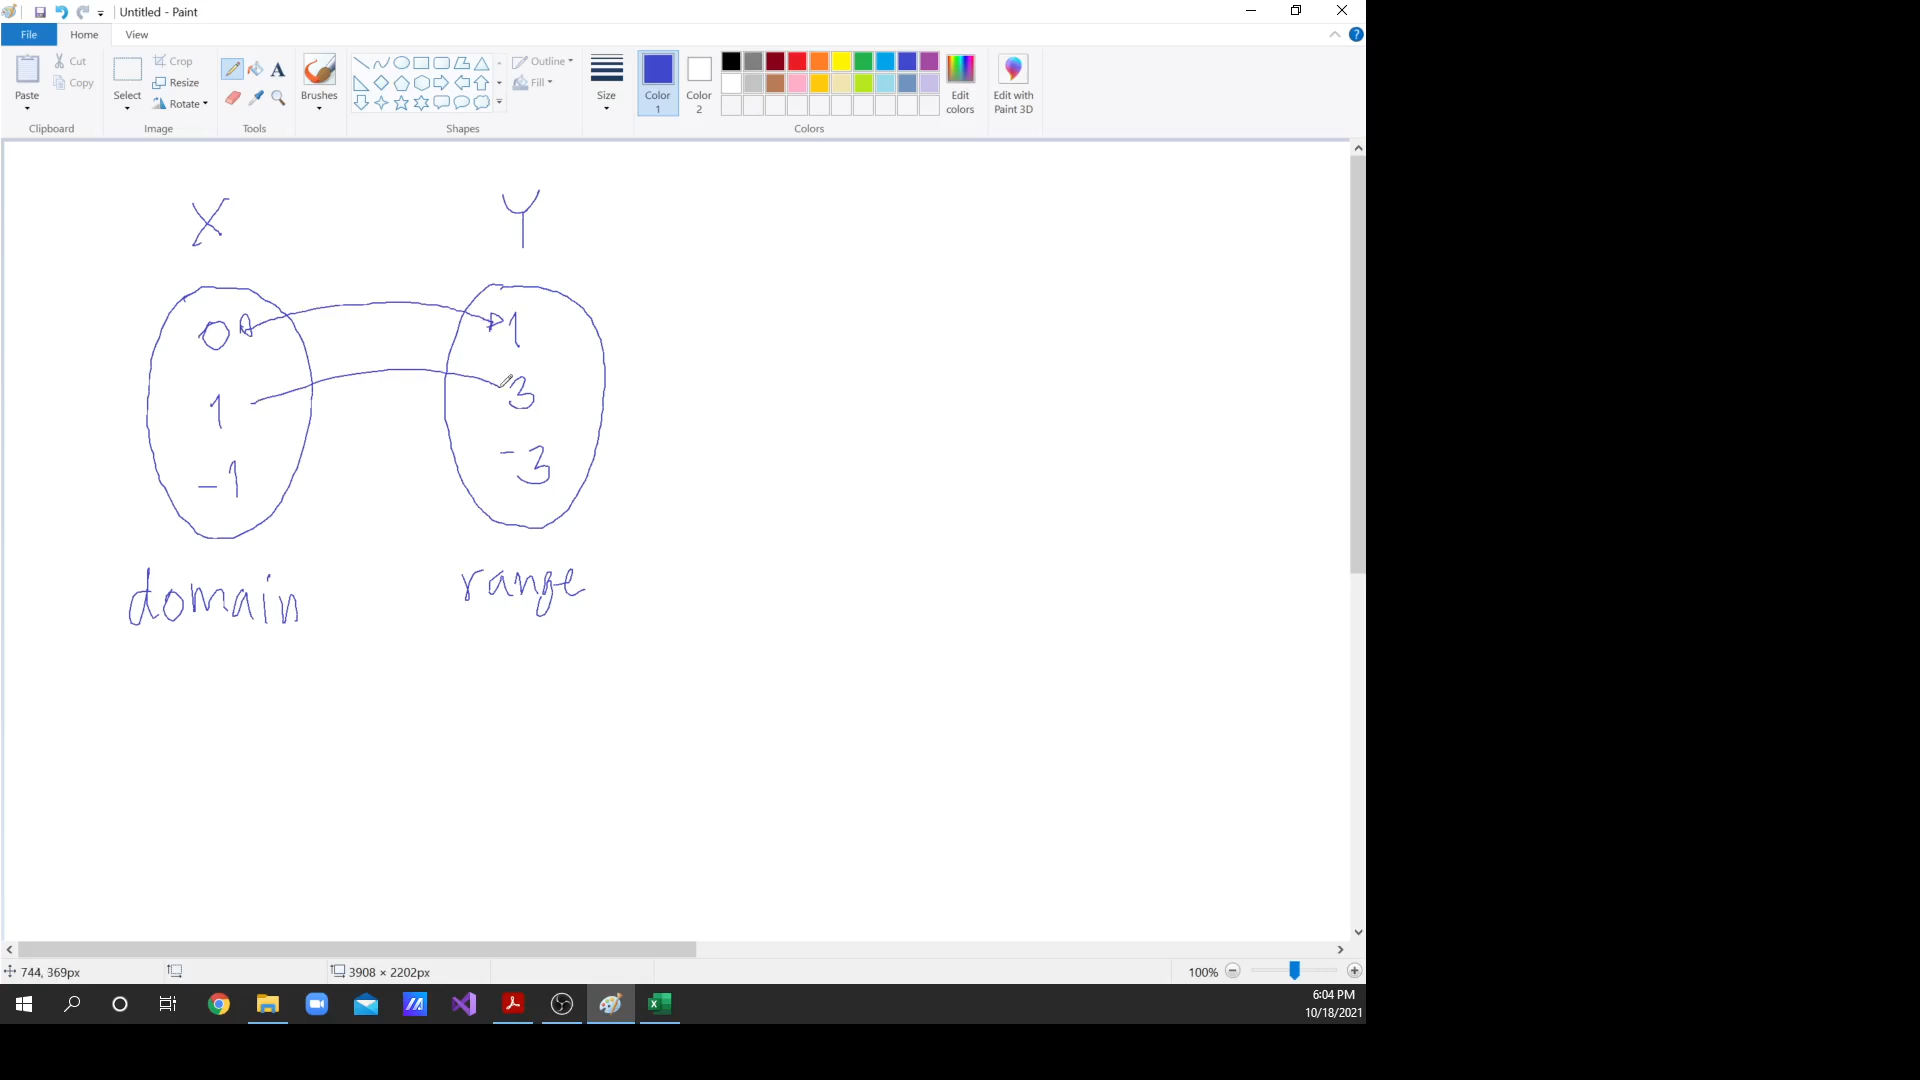 Untitled - Paint
File Home View
Cut
Copy
Paste
Clipboard
Crop
Resize
Rotate
Select
Image
Tools
Brushes
Shapes
Outline
Fill
Size
Color 1
Color 2
Colors
Edit colors
Edit with Paint 3D
X Y
0 1
1 3
-1 -3
domain range
744, 369px
3908 × 2202px
100%
6:04 PM
10/18/2021